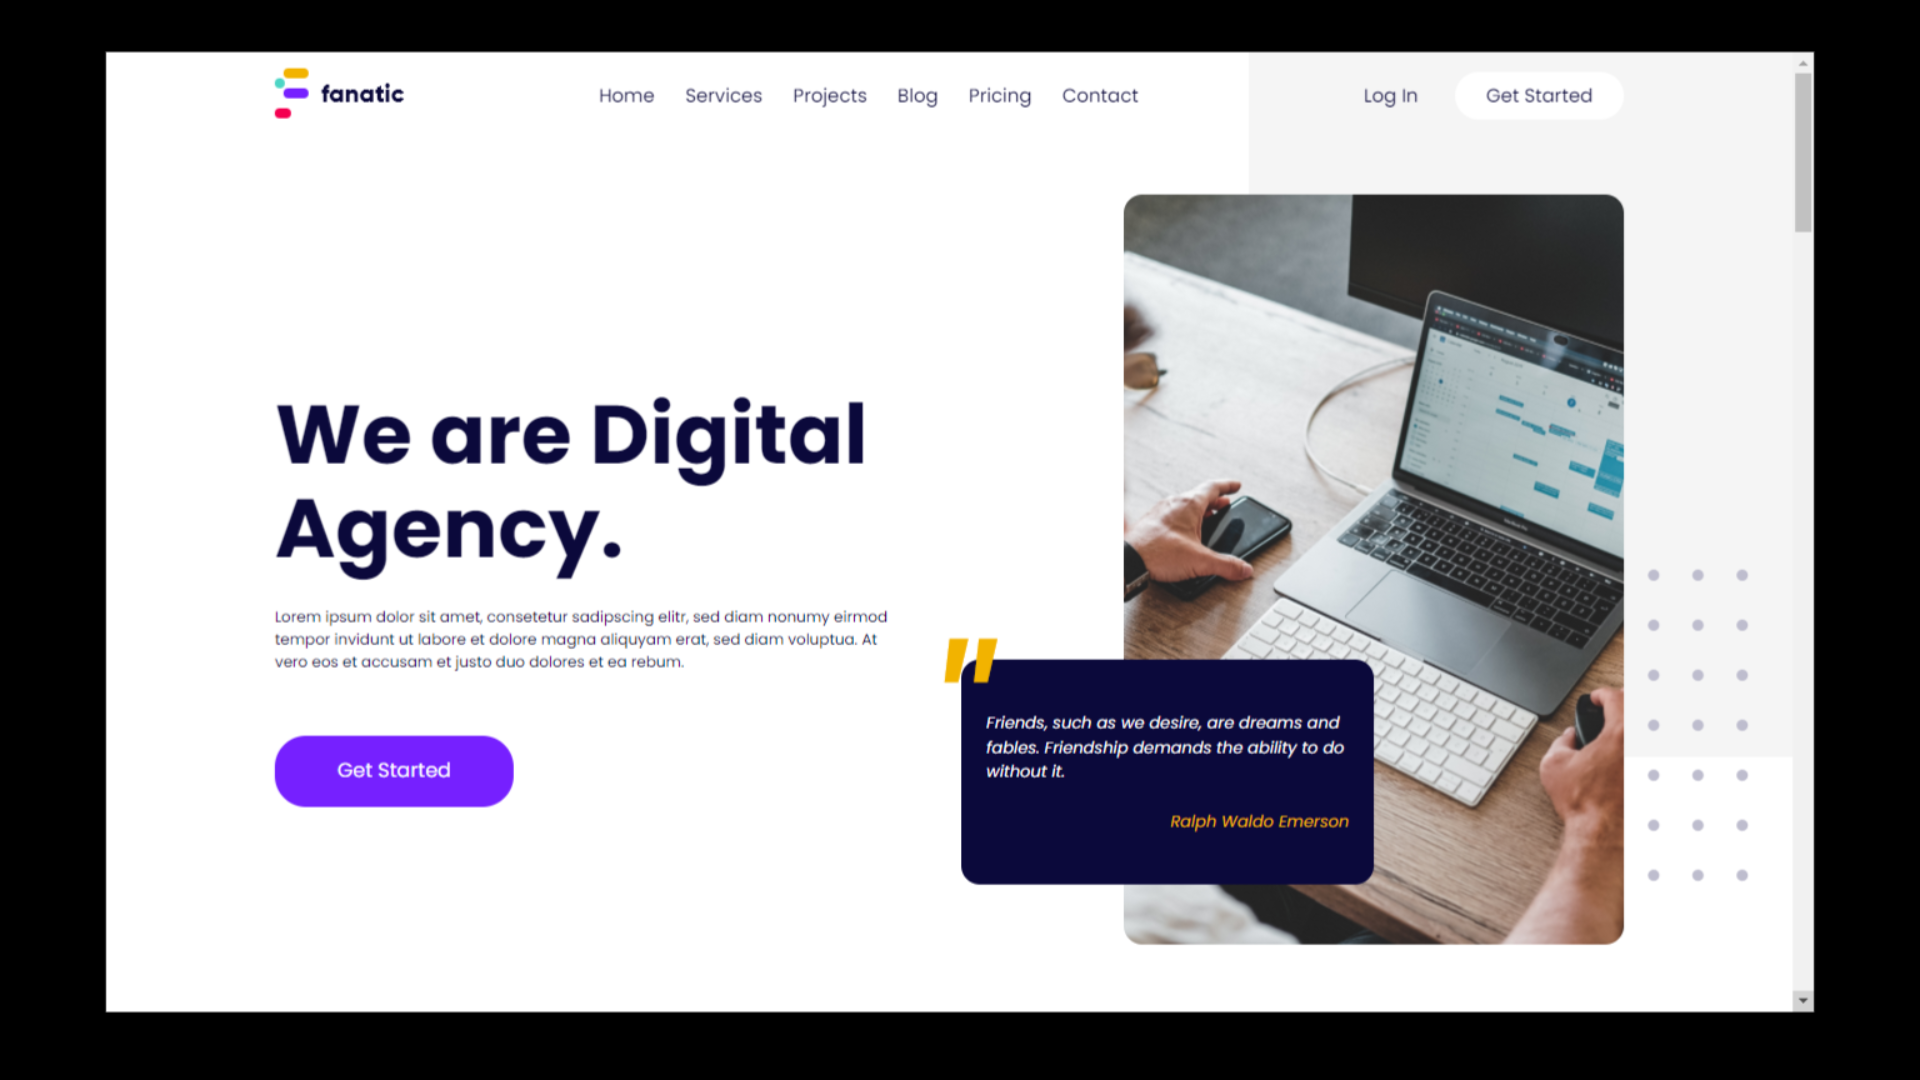 fanatic
Home Services Projects Blog Pricing Contact
Log In Get Started
We are Digital
Agency.
Lorem ipsum dolor sit amet, consetetur sadipscing elitr, sed diam nonumy eirmod
tempor invidunt ut labore et dolore magna aliquyam erat, sed diam voluptua. At
vero eos et accusam et justo duo dolores et ea rebum.
Get Started
"
Friends, such as we desire, are dreams and
fables. Friendship demands the ability to do
without it.
Ralph Waldo Emerson